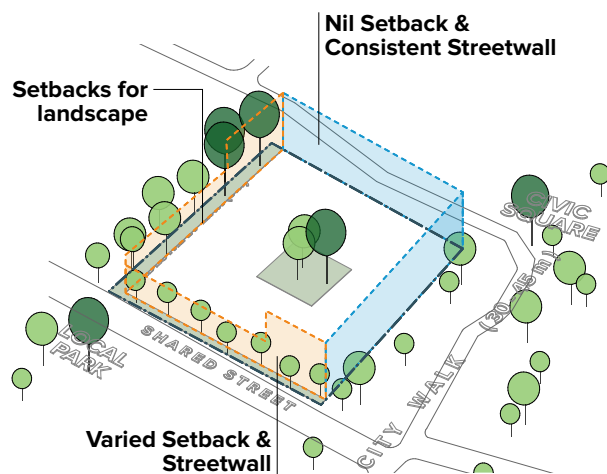 Nil Setback &
Consistent Streetwall
Setbacks for
landscape
CIVIC
SQUARE
LOCAL
PARK
SHARED STREET
CITY WALK (30-45 m)
Varied Setback &
Streetwall